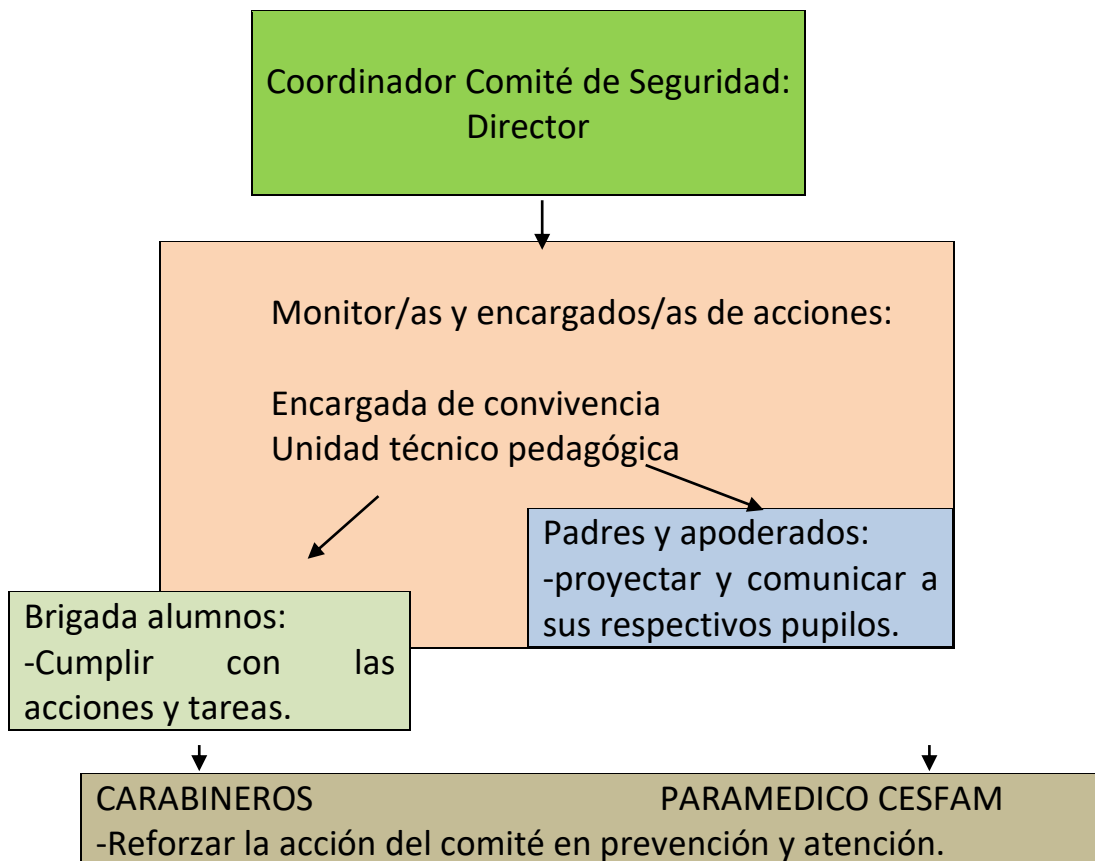 Coordinador Comité de Seguridad:
Director
Monitor/as y encargados/as de acciones:
Encargada de convivencia
Unidad técnico pedagógica
Padres y apoderados:
-proyectar y comunicar a
sus respectivos pupilos.
Brigada alumnos:
-Cumplir con las
acciones y tareas.
CARABINEROS PARAMEDICO CESFAM
-Reforzar la acción del comité en prevención y atención.